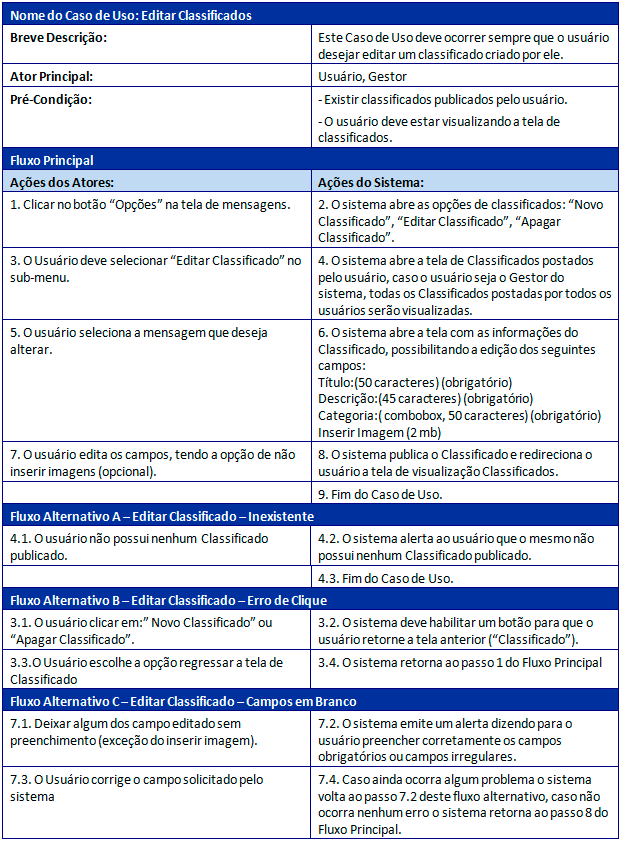 Nome do Caso de Uso: Editar Classificados
Breve Descrição:
Este Caso de Uso deve ocorrer sempre que o usuário
desejar editar um classificado criado por ele.
Ator Principal:
Usuário, Gestor
Pré-Condição:
- Existir classificados publicados pelo usuário.
- O usuário deve estar visualizando a tela de
classificados.
Fluxo Principal
Ações dos Atores:
Ações do Sistema:
1. Clicar no botão “Opções” na tela de mensagens.
2. O sistema abre as opções de classificados: “Novo
Classificado”, “Editar Classificado”, “Apagar
Classificado”.
3. O Usuário deve selecionar “Editar Classificado” no
sub-menu.
4. O sistema abre a tela de Classificados postados
pelo usuário, caso o usuário seja o Gestor do
sistema, todas os Classificados postadas por todos os
usuários serão visualizadas.
5. O usuário seleciona a mensagem que deseja
alterar.
6. O sistema abre a tela com as informações do
Classificado, possibilitando a edição dos seguintes
campos:
Título:(50 caracteres) (obrigatório)
Descrição:(45 caracteres) (obrigatório)
Categoria:( combobox, 50 caracteres) (obrigatório)
Inserir Imagem (2 mb)
7. O usuário edita os campos, tendo a opção de não
inserir imagens (opcional).
8. O sistema publica o Classificado e redireciona o
usuário a tela de visualização Classificados.
9. Fim do Caso de Uso.
Fluxo Alternativo A – Editar Classificado – Inexistente
4.1. O usuário não possui nenhum Classificado
publicado.
4.2. O sistema alerta ao usuário que o mesmo não
possui nenhum Classificado publicado.
4.3. Fim do Caso de Uso.
Fluxo Alternativo B – Editar Classificado – Erro de Clique
3.1. O usuário clicar em:” Novo Classificado” ou
“Apagar Classificado”.
3.2. O sistema deve habilitar um botão para que o
usuário retorne a tela anterior (“Classificado”).
3.3.O Usuário escolhe a opção regressar a tela de
Classificado
3.4. O sistema retorna ao passo 1 do Fluxo Principal
Fluxo Alternativo C – Editar Classificado – Campos em Branco
7.1. Deixar algum dos campo editado sem
preenchimento (exceção do inserir imagem).
7.2. O sistema emite um alerta dizendo para o
usuário preencher corretamente os campos
obrigatórios ou campos irregulares.
7.3. O Usuário corrige o campo solicitado pelo
sistema
7.4. Caso ainda ocorra algum problema o sistema
volta ao passo 7.2 deste fluxo alternativo, caso não
ocorra nenhum erro o sistema retorna ao passo 8 do
Fluxo Principal.